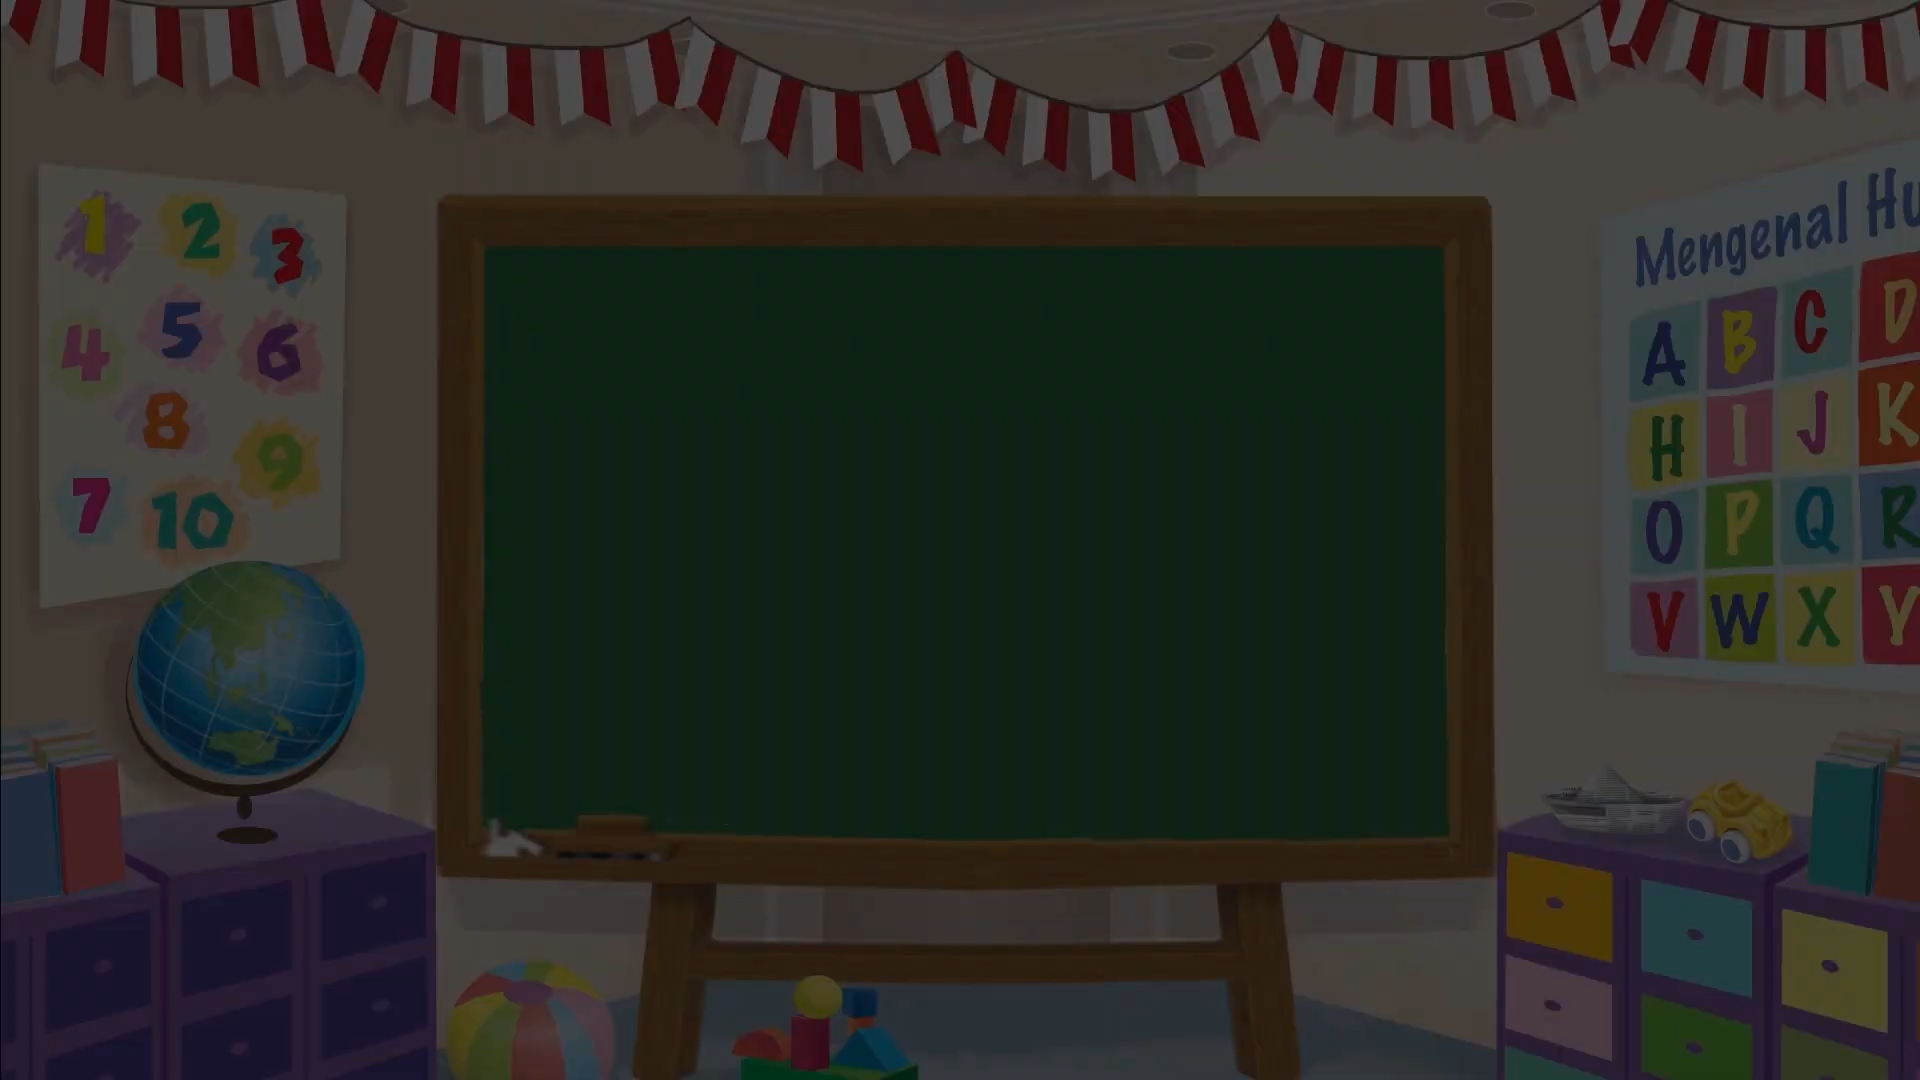 1 2 3
4 5 6
8 9
7 10
Mengenal Hu
A B C D
H I J K
O P Q R
V W X Y